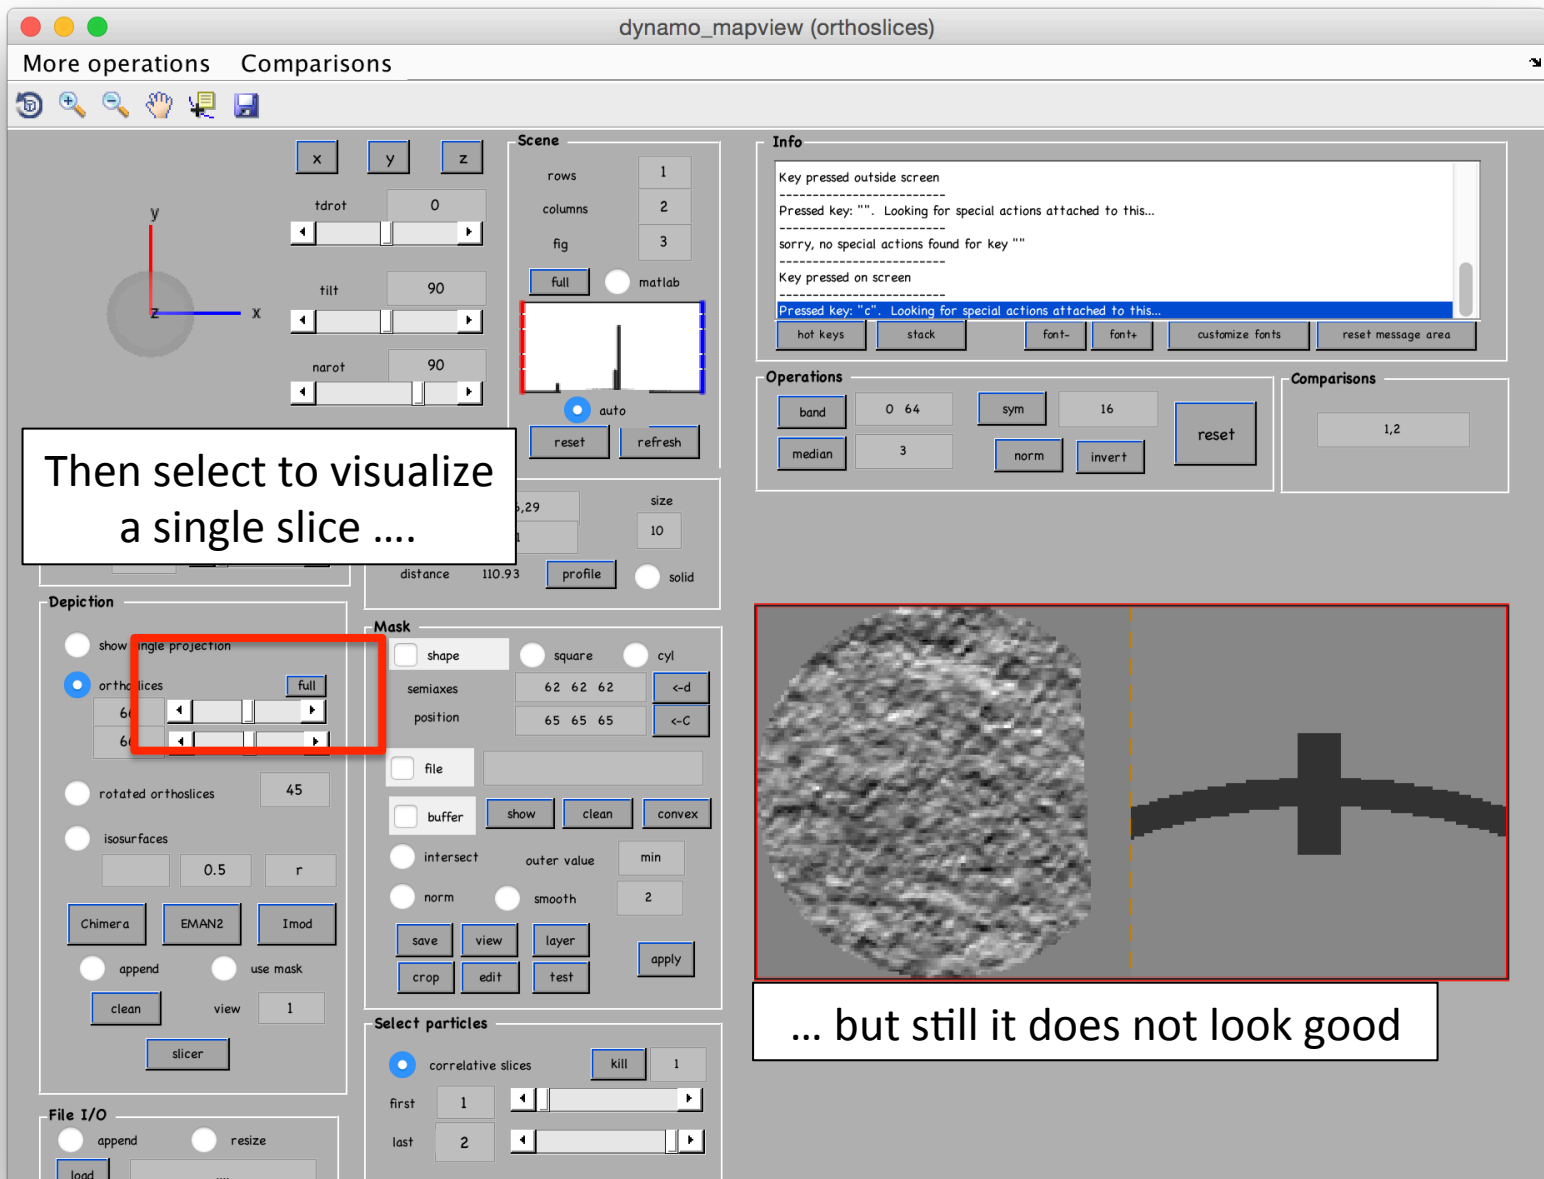 dynamo_mapview (orthoslices)
More operations Comparisons
x y z
tdrot 0
y
x
z
tilt 90
narot 90
Scene
rows 1
columns 2
fig 3
full matlab
auto
reset refresh
Info
Key pressed outside screen
-------------------------
Pressed key: "". Looking for special actions attached to this...
-------------------------
sorry, no special actions found for key ""
-------------------------
Key pressed on screen
-------------------------
Pressed key: "c". Looking for special actions attached to this...
hot keys stack font- font+ customize fonts reset message area
Operations
band 0 64 sym 16 reset
median 3 norm invert
Comparisons
1,2
Then select to visualize
a single slice ....
,29 size
1 10
distance 110.93 profile solid
Depiction
show single projection
orthoslices full
66
66
rotated orthoslices 45
isosurfaces
0.5 r
Chimera EMAN2 Imod
append use mask
clean view 1
slicer
Mask
shape square cyl
semiaxes 62 62 62 <-d
position 65 65 65 <-C
file
buffer show clean convex
intersect outer value min
norm smooth 2
save view layer
apply
crop edit test
... but still it does not look good
Select particles
correlative slices kill 1
first 1
last 2
File I/O
append resize
load